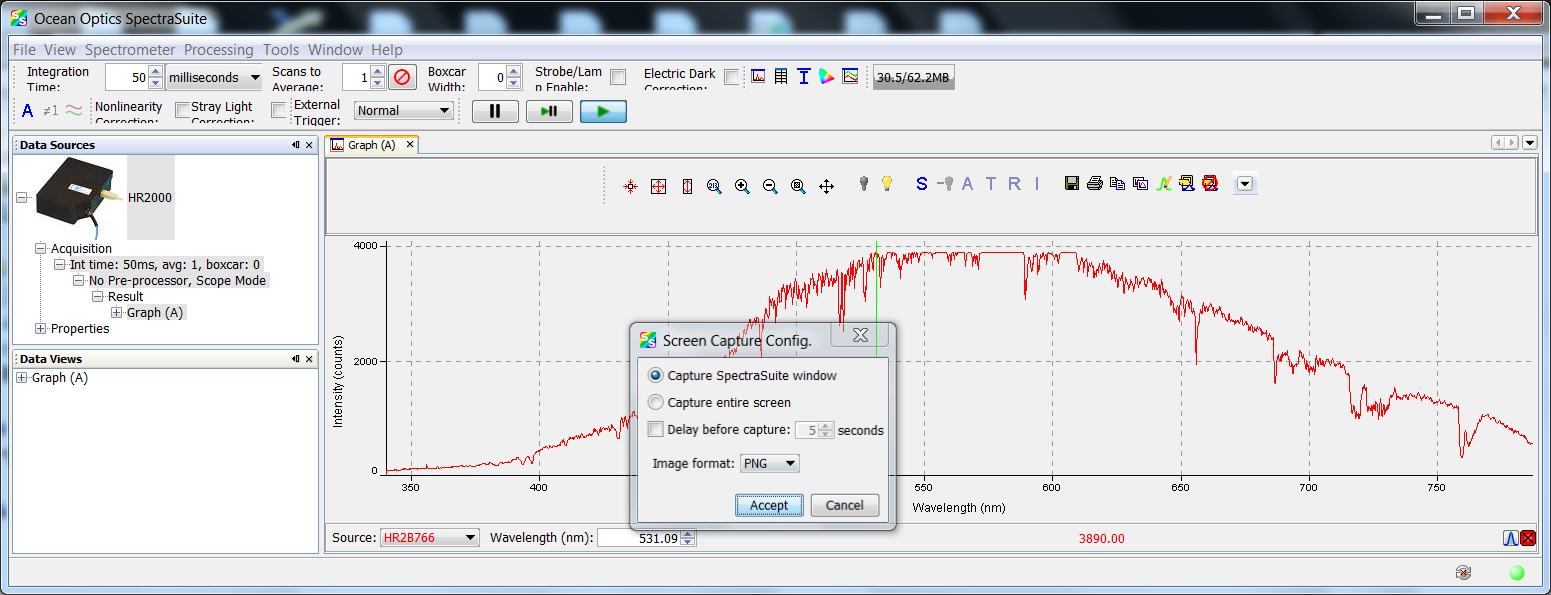 Ocean Optics SpectraSuite
File View Spectrometer Processing Tools Window Help
Integration Time: 50 milliseconds Scans to Average: 1 Boxcar Width: 0 Strobe/Lam p Enable: Electric Dark Correction: 30.5/62.2MB
A ≠1 Nonlinearity Correction: Stray Light Correction: External Trigger: Normal
Data Sources
Graph (A)
HR2000
S A T R I
Acquisition
Int time: 50ms, avg: 1, boxcar: 0
No Pre-processor, Scope Mode
Result
Graph (A)
Properties
Data Views
Graph (A)
4000
2000
0
Intensity (counts)
350 400 550 600 650 700 750
Wavelength (nm)
Screen Capture Config.
Capture SpectraSuite window
Capture entire screen
Delay before capture: 5 seconds
Image format: PNG
Accept Cancel
Source: HR2B766 Wavelength (nm): 531.09 3890.00